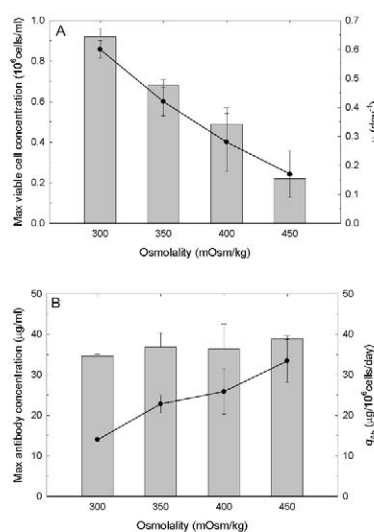 A
Max viable cell concentration (10⁶cells/ml)
1.0
0.8
0.6
0.4
0.2
0.0
0.7
0.6
0.5
0.4
0.3
0.2
0.1
0.0
(day⁻¹)
300 350 400 450
Osmolality (mOsm/kg)
B
Max antibody concentration (µg/ml)
50
40
30
20
10
0
50
40
30
20
10
0
(µg/10⁶cells/day)
300 350 400 450
Osmolality (mOsm/kg)